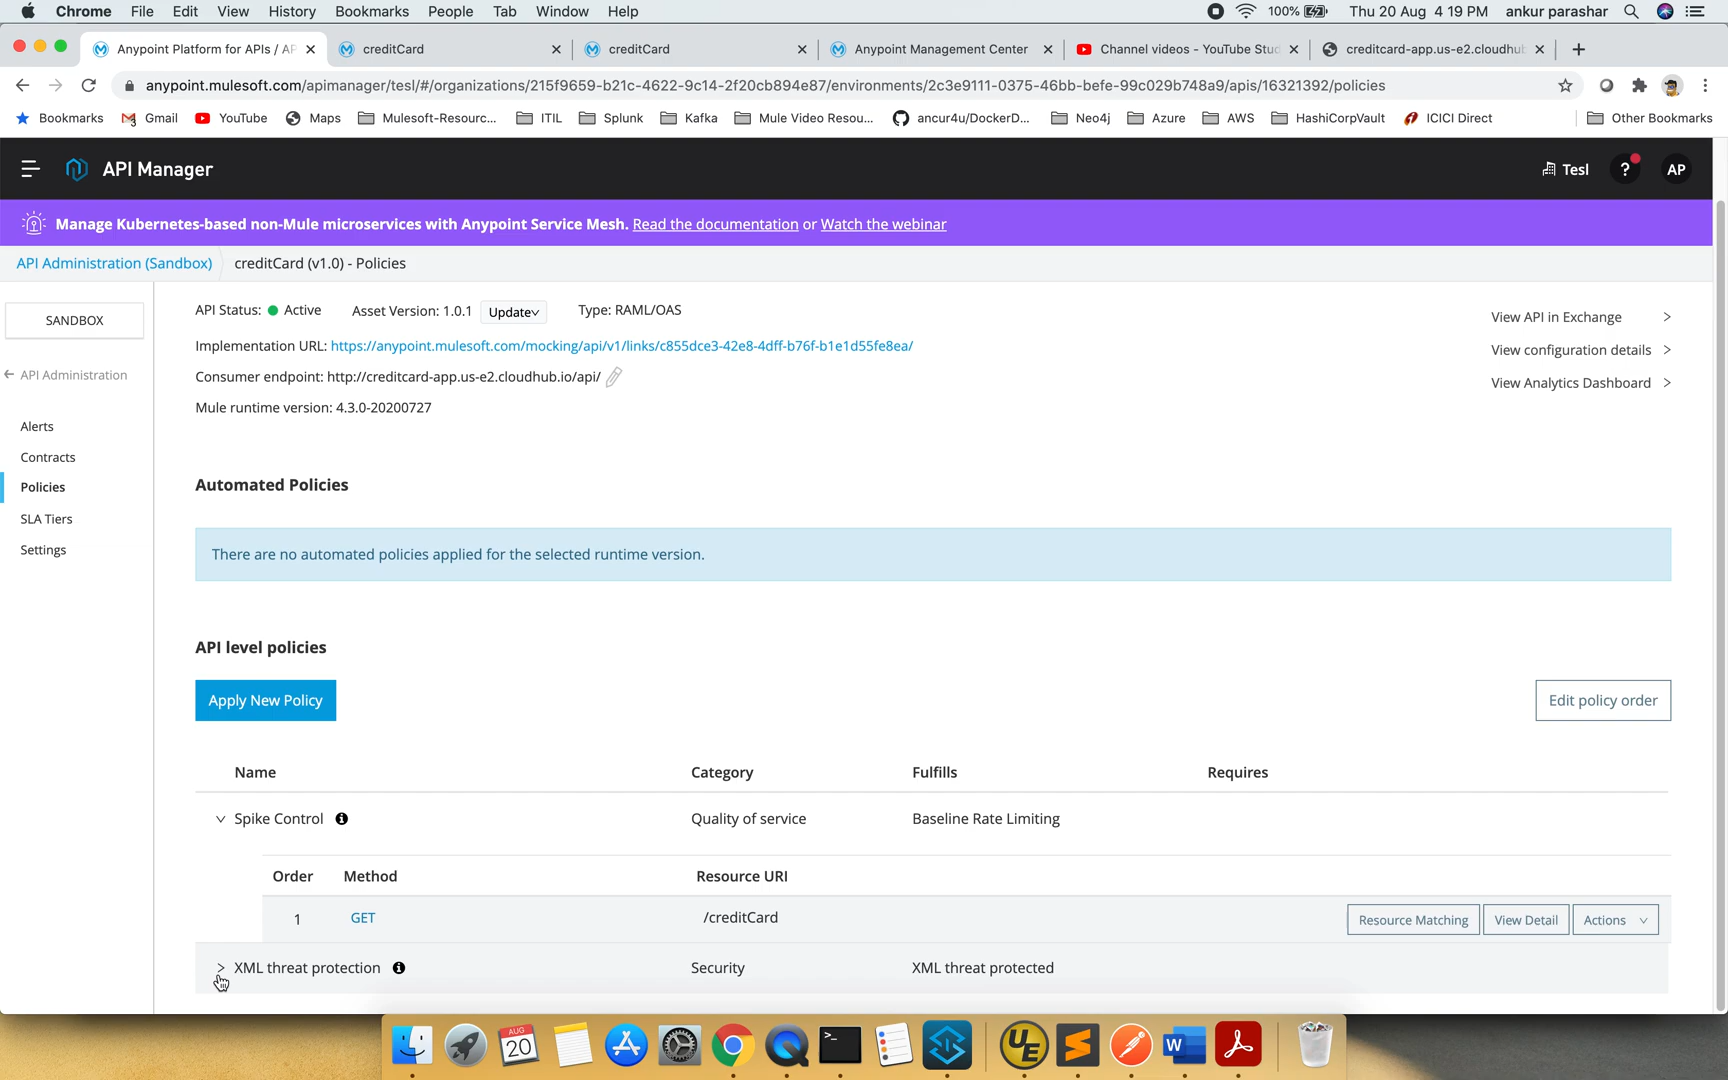 Chrome File Edit View History Bookmarks People Tab Window Help 100% Thu 20 Aug 4 19 PM ankur parashar
Anypoint Platform for APIs / AP creditCard creditCard Anypoint Management Center Channel videos - YouTube Stu creditcard-app.us-e2.cloudhu
anypoint.mulesoft.com/apimanager/tesl/#/organizations/215f9659-b21c-4622-9c14-2f20cb894e87/environments/2c3e9111-0375-46bb-befe-99c029b748a9/apis/16321392/policies
Bookmarks Gmail YouTube Maps Mulesoft-Resourc... ITIL Splunk Kafka Mule Video Resou... ancur4u/DockerD... Neo4j Azure AWS HashiCorpVault ICICI Direct Other Bookmarks
API Manager Tesl ? AP
Manage Kubernetes-based non-Mule microservices with Anypoint Service Mesh. Read the documentation or Watch the webinar
API Administration (Sandbox) creditCard (v1.0) - Policies
SANDBOX
API Administration
Alerts
Contracts
Policies
SLA Tiers
Settings
API Status: Active Asset Version: 1.0.1 Update Type: RAML/OAS
Implementation URL: https://anypoint.mulesoft.com/mocking/api/v1/links/c855dce3-42e8-4dff-b76f-b1e1d55fe8ea/
Consumer endpoint: http://creditcard-app.us-e2.cloudhub.io/api/
Mule runtime version: 4.3.0-20200727
View API in Exchange >
View configuration details >
View Analytics Dashboard >
Automated Policies
There are no automated policies applied for the selected runtime version.
API level policies
Apply New Policy Edit policy order
Name Category Fulfills Requires
Spike Control Quality of service Baseline Rate Limiting
Order Method Resource URI
1 GET /creditCard Resource Matching View Detail Actions
XML threat protection Security XML threat protected
AUG
20
UE
W